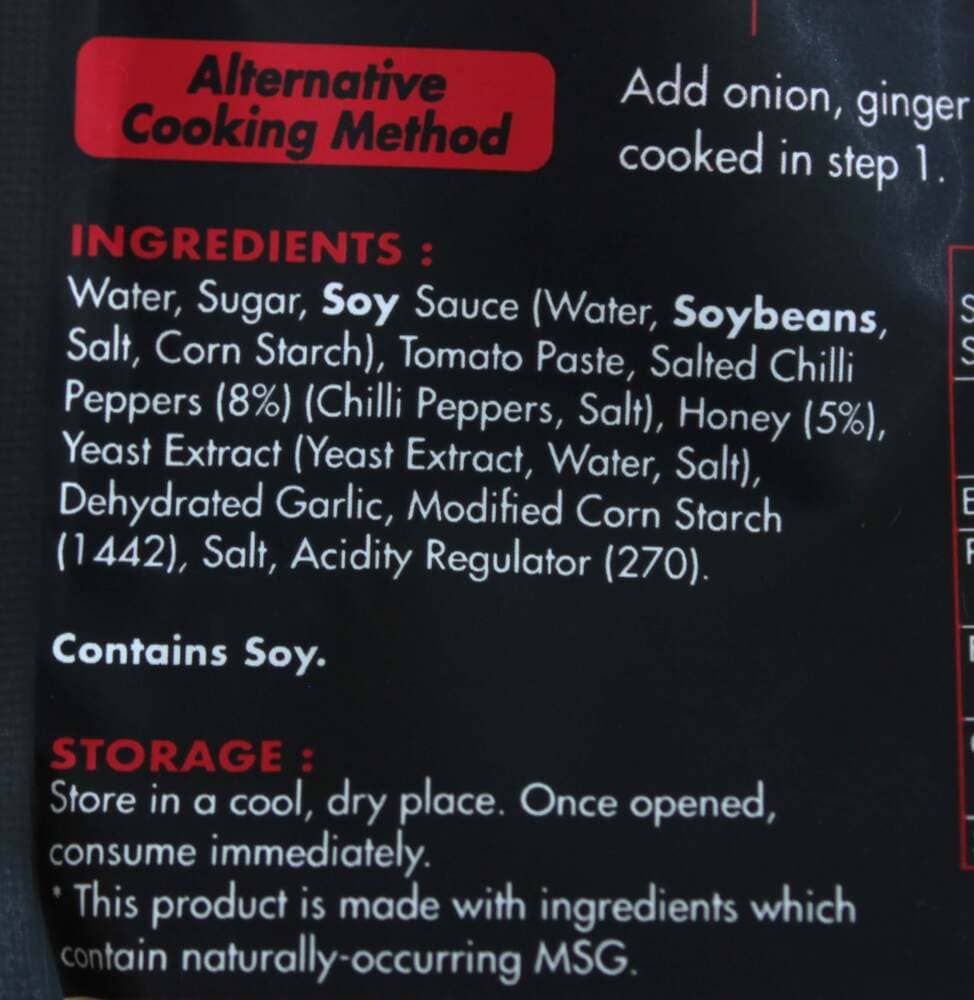 Alternative
Cooking Method
Add onion, ginger
cooked in step 1.
INGREDIENTS :
Water, Sugar, Soy Sauce (Water, Soybeans,
Salt, Corn Starch), Tomato Paste, Salted Chilli
Peppers (8%) (Chilli Peppers, Salt), Honey (5%),
Yeast Extract (Yeast Extract, Water, Salt),
Dehydrated Garlic, Modified Corn Starch
(1442), Salt, Acidity Regulator (270).
Contains Soy.
STORAGE :
Store in a cool, dry place. Once opened,
consume immediately.
* This product is made with ingredients which
contain naturally-occurring MSG.